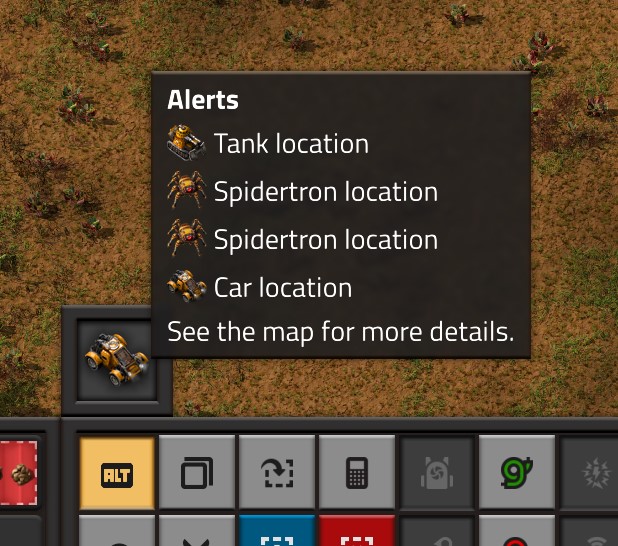 Alerts
Tank location
Spidertron location
Spidertron location
Car location
See the map for more details.
ALT